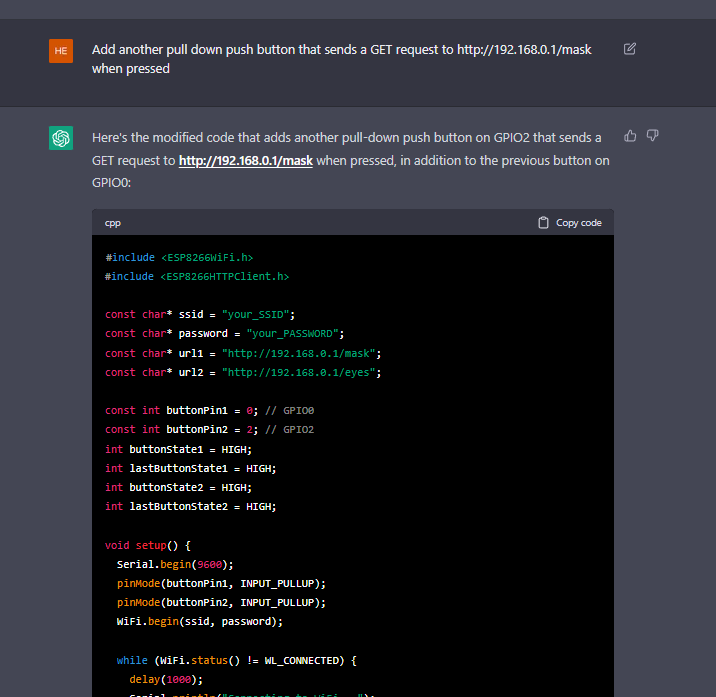 HE
Add another pull down push button that sends a GET request to http://192.168.0.1/mask
when pressed
Here's the modified code that adds another pull-down push button on GPIO2 that sends a
GET request to http://192.168.0.1/mask when pressed, in addition to the previous button on
GPIO0:
cpp
Copy code
#include <ESP8266WiFi.h>
#include <ESP8266HTTPClient.h>
const char* ssid = "your_SSID";
const char* password = "your_PASSWORD";
const char* url1 = "http://192.168.0.1/mask";
const char* url2 = "http://192.168.0.1/eyes";
const int buttonPin1 = 0; // GPIO0
const int buttonPin2 = 2; // GPIO2
int buttonState1 = HIGH;
int lastButtonState1 = HIGH;
int buttonState2 = HIGH;
int lastButtonState2 = HIGH;
void setup() {
Serial.begin(9600);
pinMode(buttonPin1, INPUT_PULLUP);
pinMode(buttonPin2, INPUT_PULLUP);
WiFi.begin(ssid, password);
while (WiFi.status() != WL_CONNECTED) {
delay(1000);
Serial.println("Connecting to WiFi...");